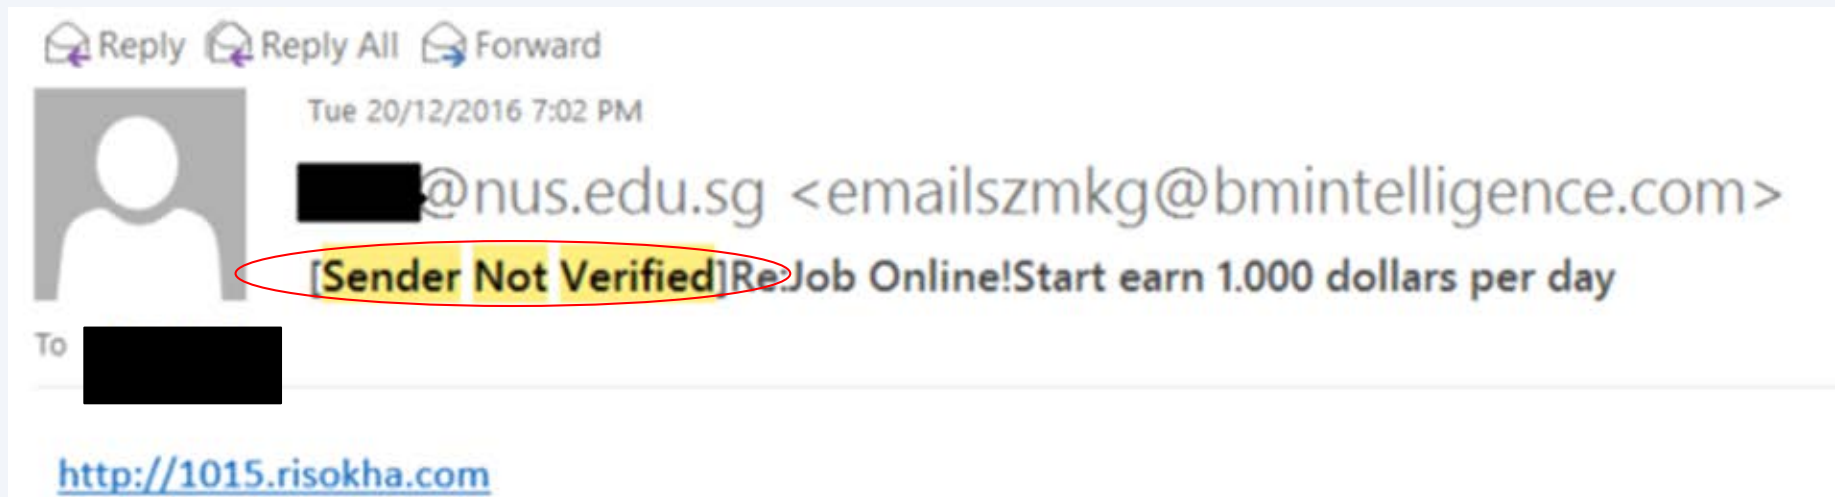 Reply Reply All Forward
Tue 20/12/2016 7:02 PM
@nus.edu.sg <emailszmkg@bmintelligence.com>
[Sender Not Verified]Re:Job Online!Start earn 1.000 dollars per day
To
http://1015.risokha.com